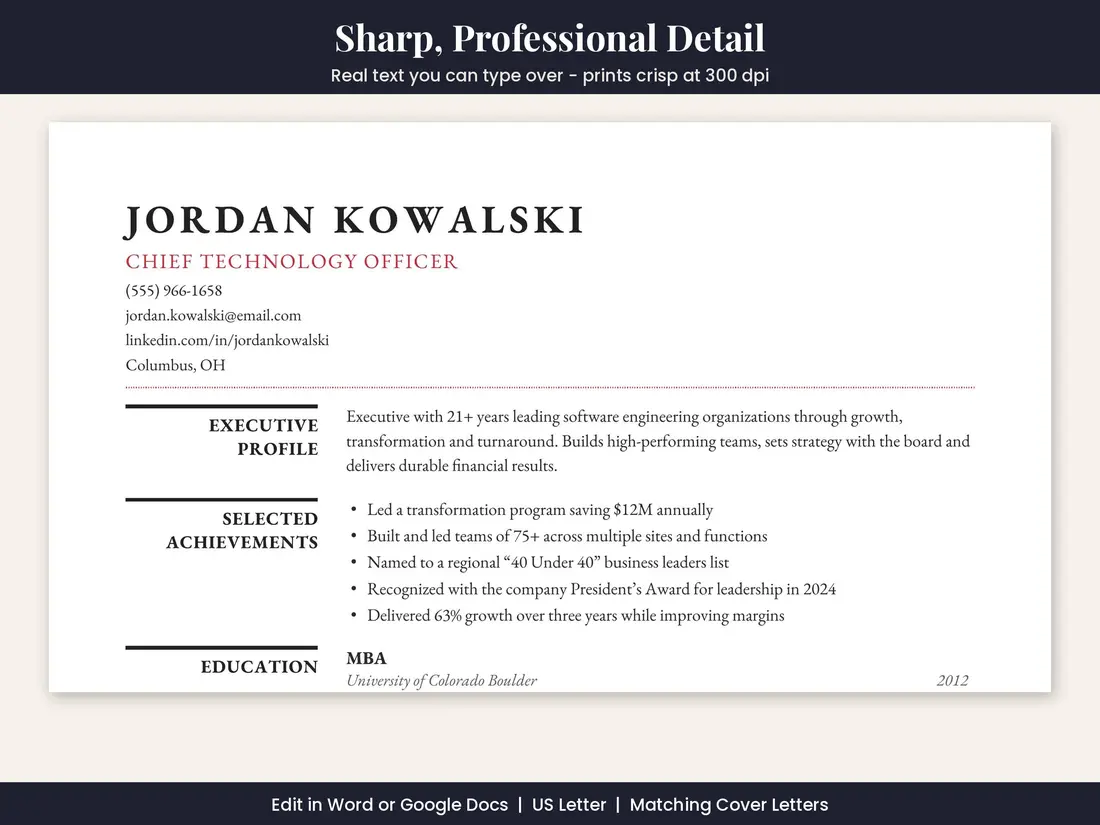 Sharp, Professional Detail
Real text you can type over - prints crisp at 300 dpi
JORDAN KOWALSKI
CHIEF TECHNOLOGY OFFICER
(555) 966-1658
jordan.kowalski@email.com
linkedin.com/in/jordankowalski
Columbus, OH
EXECUTIVE
PROFILE
Executive with 21+ years leading software engineering organizations through growth,
transformation and turnaround. Builds high-performing teams, sets strategy with the board and
delivers durable financial results.
SELECTED
ACHIEVEMENTS
• Led a transformation program saving $12M annually
• Built and led teams of 75+ across multiple sites and functions
• Named to a regional “40 Under 40” business leaders list
• Recognized with the company President’s Award for leadership in 2024
• Delivered 63% growth over three years while improving margins
EDUCATION
MBA
University of Colorado Boulder 2012
Edit in Word or Google Docs | US Letter | Matching Cover Letters